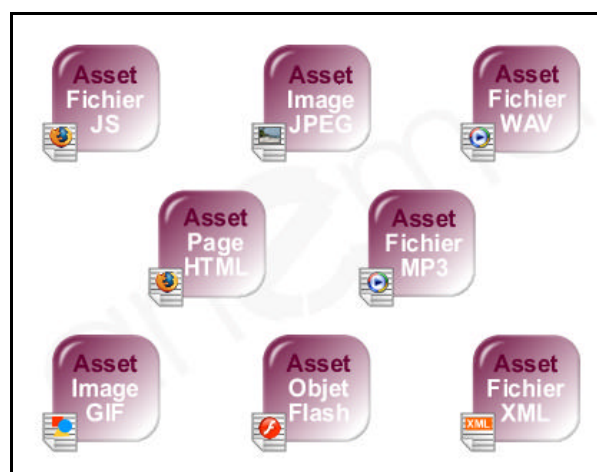 Asset
Fichier
JS
Asset
Image
JPEG
Asset
Fichier
WAV
Asset
Page
HTML
Asset
Fichier
MP3
Asset
Image
GIF
Asset
Objet
Flash
Asset
Fichier
XML
XML